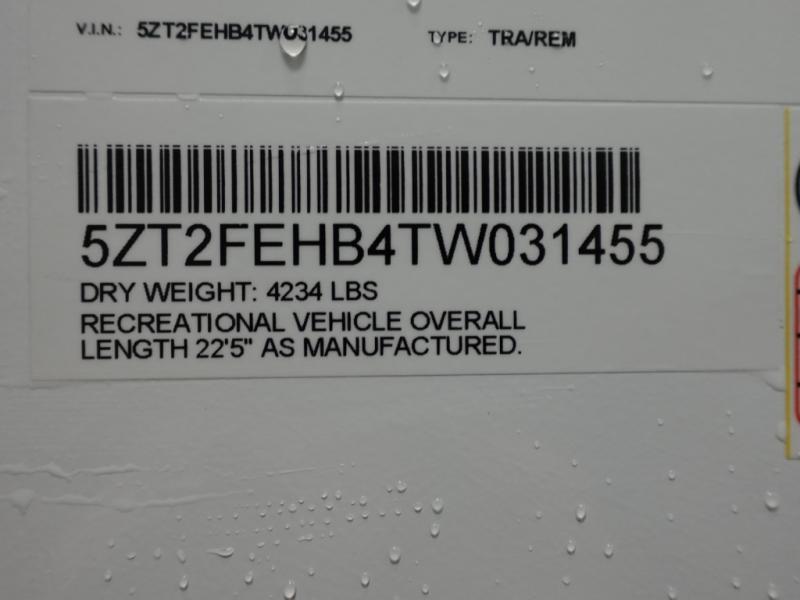 V.I.N.: 5ZT2FEHB4TW031455 TYPE: TRA/REM
5ZT2FEHB4TW031455
DRY WEIGHT: 4234 LBS
RECREATIONAL VEHICLE OVERALL
LENGTH 22'5" AS MANUFACTURED.